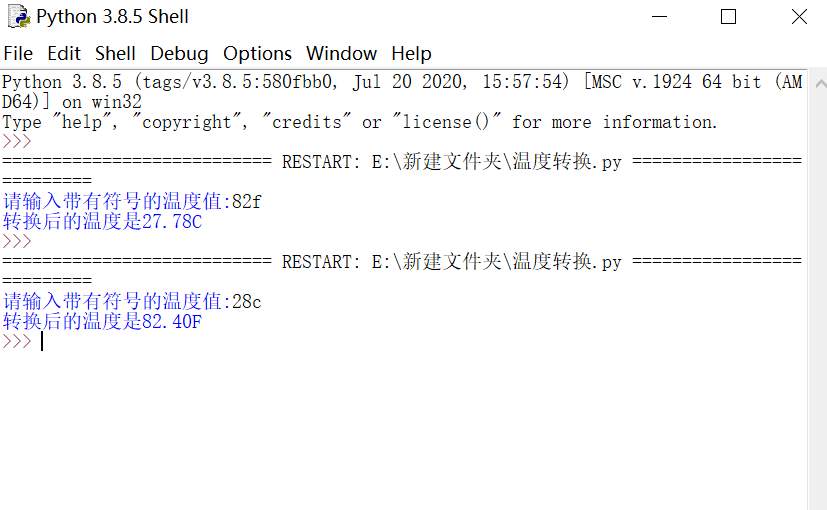 Python 3.8.5 Shell
File Edit Shell Debug Options Window Help
Python 3.8.5 (tags/v3.8.5:580fbb0, Jul 20 2020, 15:57:54) [MSC v.1924 64 bit (AM
D64)] on win32
Type "help", "copyright", "credits" or "license()" for more information.
>>>
=========================== RESTART: E:\新建文件夹\温度转换.py =================
=========
请输入带有符号的温度值:82f
转换后的温度是27.78C
>>>
=========================== RESTART: E:\新建文件夹\温度转换.py =================
=========
请输入带有符号的温度值:28c
转换后的温度是82.40F
>>>